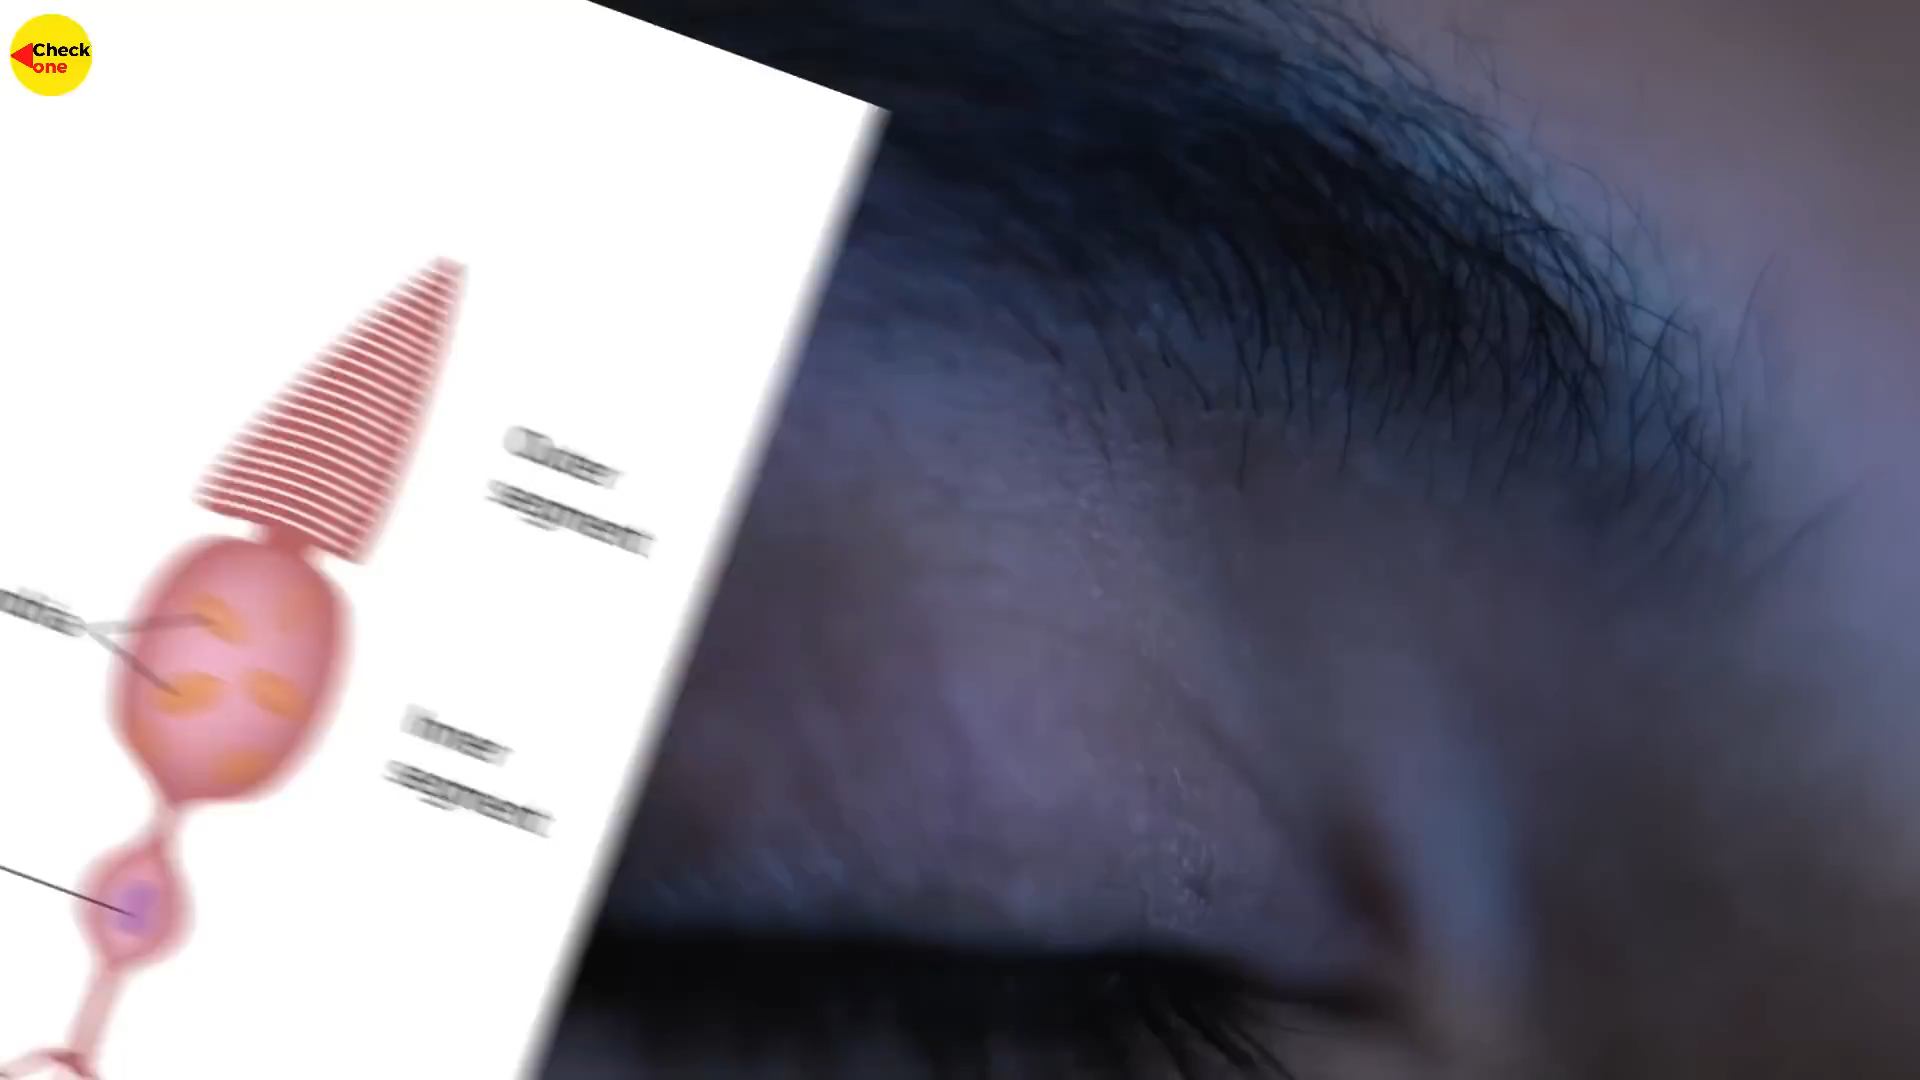 Check
one
Outer
segment
Inner
segment